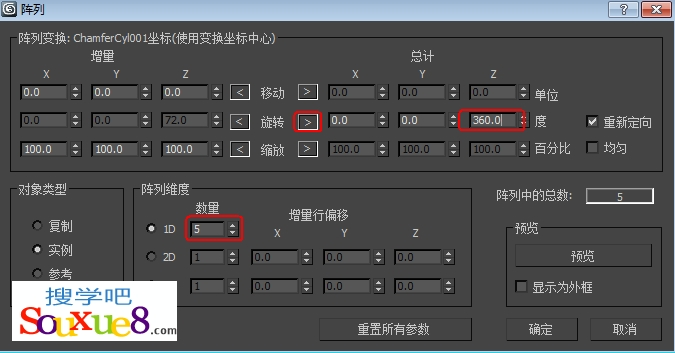 阵列
阵列变换: ChamferCyl001坐标(使用变换坐标中心)
增量 总计
X Y Z X Y Z
0.0 0.0 0.0 < 移动 > 0.0 0.0 0.0 单位
0.0 0.0 72.0 < 旋转 > 0.0 0.0 360.0 度 重新定向
100.0 100.0 100.0 < 缩放 > 100.0 100.0 100.0 百分比 均匀
对象类型 阵列维度 阵列中的总数: 5
数量 增量行偏移
复制 1D 5 X Y Z 预览
实例 2D 1 0.0 0.0 0.0 预览
参考 1 0.0 0.0 0.0 显示为外框
搜学吧
Souxue8.com
重置所有参数 确定 取消